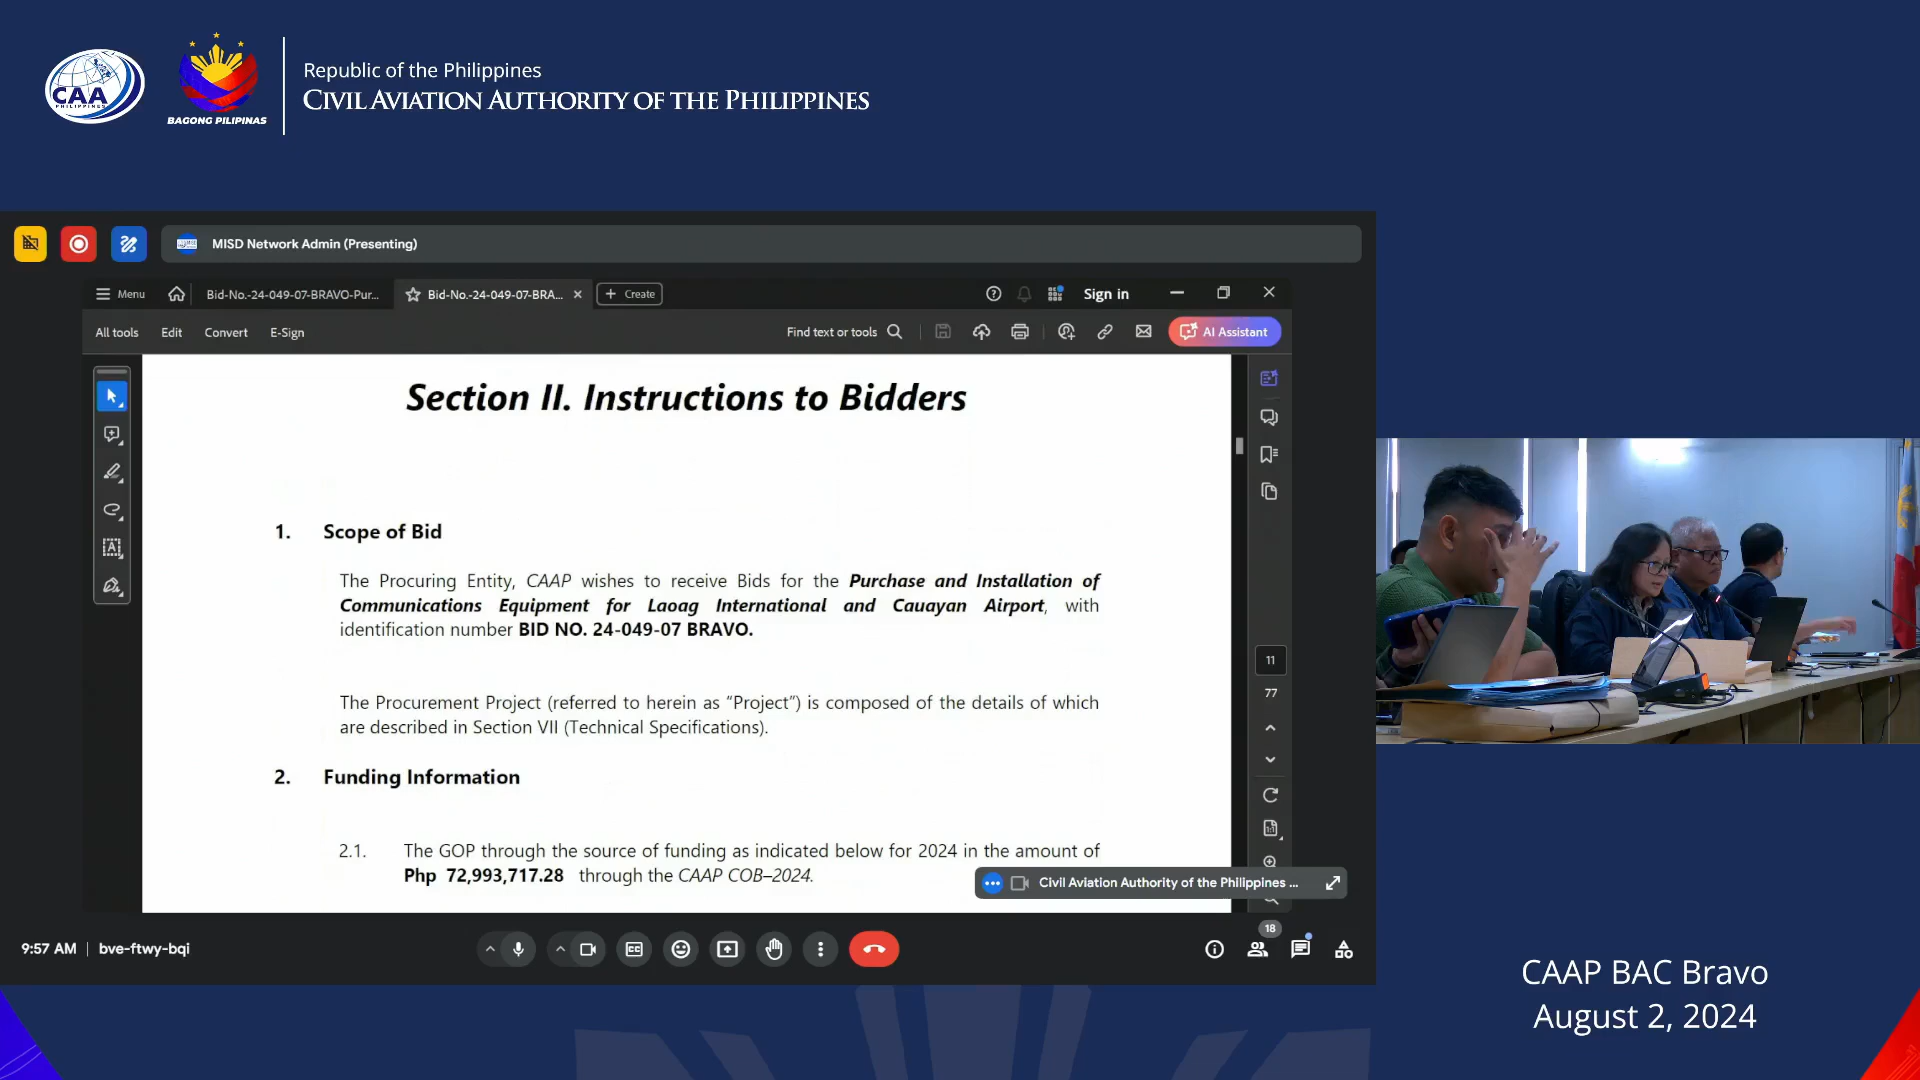 CAA
PHILIPPINES
BAGONG PILIPINAS
Republic of the Philippines
CIVIL AVIATION AUTHORITY OF THE PHILIPPINES
MISD Network Admin (Presenting)
Menu
Bid-No.-24-049-07-BRAVO-Pur...
Bid-No.-24-049-07-BRA...
Create
Sign in
All tools
Edit
Convert
E-Sign
Find text or tools
AI Assistant
Section II. Instructions to Bidders
1. Scope of Bid
The Procuring Entity, CAAP wishes to receive Bids for the Purchase and Installation of
Communications Equipment for Laoag International and Cauayan Airport, with
identification number BID NO. 24-049-07 BRAVO.
The Procurement Project (referred to herein as “Project”) is composed of the details of which
are described in Section VII (Technical Specifications).
2. Funding Information
2.1. The GOP through the source of funding as indicated below for 2024 in the amount of
Php 72,993,717.28 through the CAAP COB–2024.
11
77
Civil Aviation Authority of the Philippines ...
9:57 AM | bve-ftwy-bqi
18
CAAP BAC Bravo
August 2, 2024